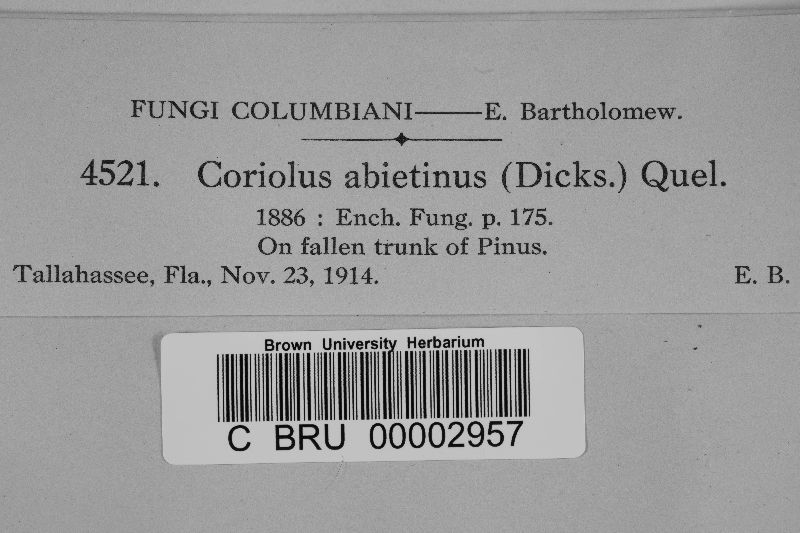 FUNGI COLUMBIANI——E. Bartholomew.
4521. Coriolus abietinus (Dicks.) Quel.
1886 : Ench. Fung. p. 175.
On fallen trunk of Pinus.
Tallahassee, Fla., Nov. 23, 1914. E. B.
Brown University Herbarium
C BRU 00002957